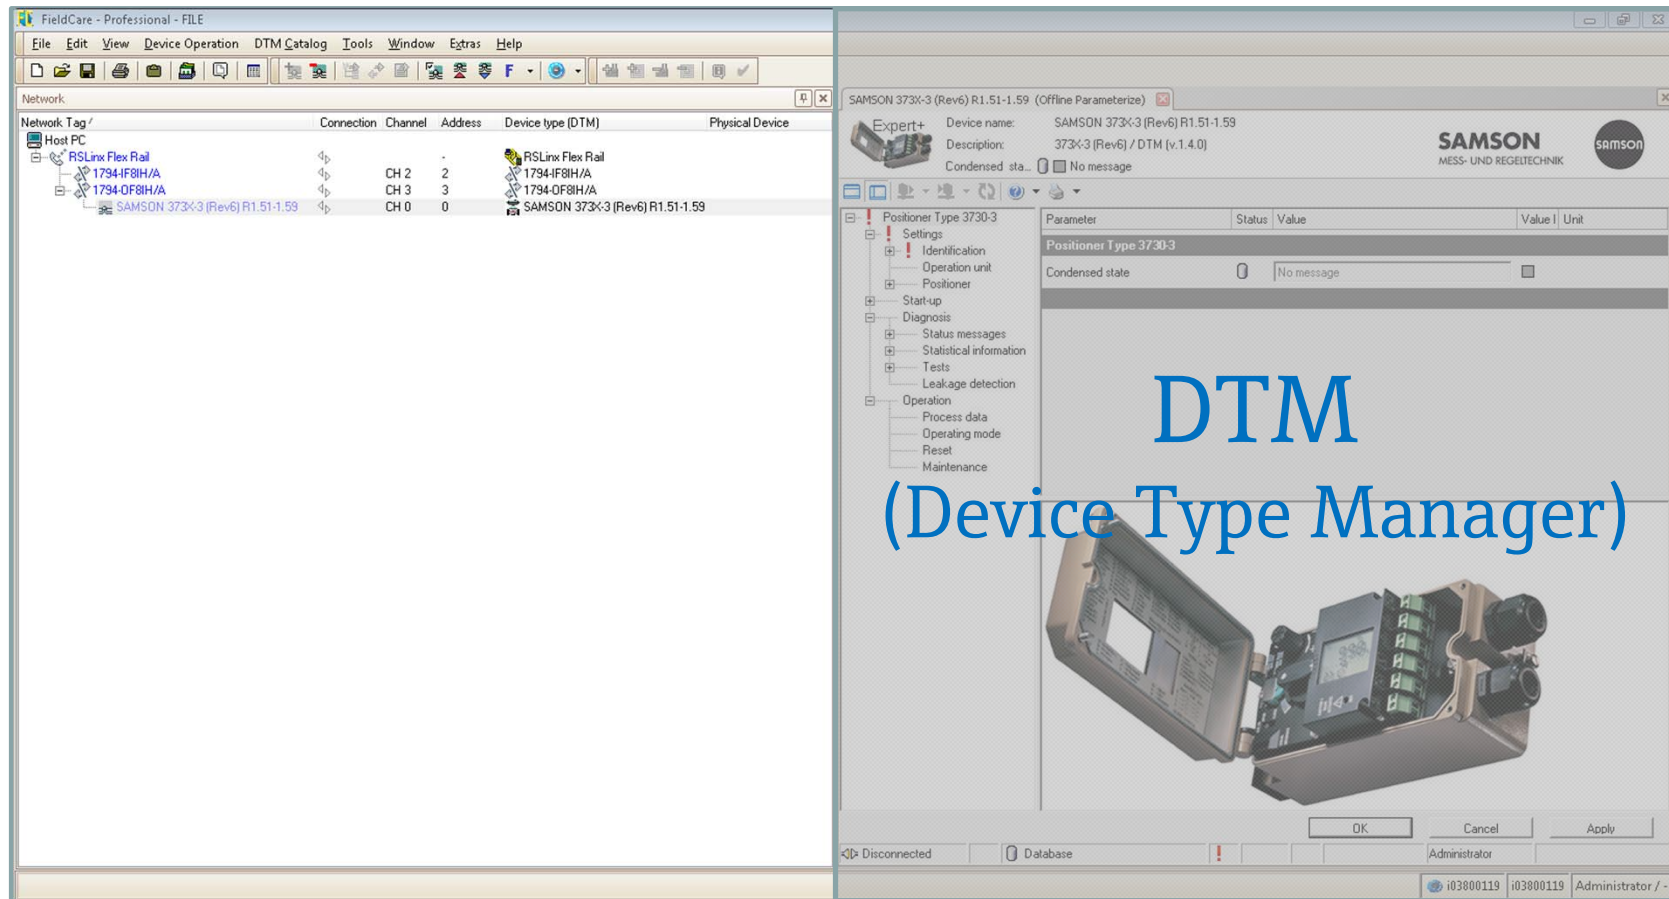 FieldCare - Professional - FILE
File Edit View Device Operation DTM Catalog Tools Window Extras Help
F
Network
Network Tag / Connection Channel Address Device type (DTM) Physical Device
Host PC
RSLinx Flex Rail - RSLinx Flex Rail
1794-IF8IH/A CH 2 2 1794-IF8IH/A
1794-OF8IH/A CH 3 3 1794-OF8IH/A
SAMSON 373X-3 (Rev6) R1.51-1.59 CH 0 0 SAMSON 373X-3 (Rev6) R1.51-1.59
SAMSON 373X-3 (Rev6) R1.51-1.59 (Offline Parameterize)
Expert+
Device name: SAMSON 373X-3 (Rev6) R1.51-1.59
Description: 373X-3 (Rev6) / DTM (v.1.4.0)
Condensed sta... No message
SAMSON
MESS- UND REGELTECHNIK
samson
Positioner Type 3730-3
Settings
Identification
Operation unit
Positioner
Start-up
Diagnosis
Status messages
Statistical information
Tests
Leakage detection
Operation
Process data
Operating mode
Reset
Maintenance
Parameter Status Value Value I Unit
Positioner Type 3730-3
Condensed state No message
DTM
(Device Type Manager)
OK Cancel Apply
Disconnected Database Administrator
i03800119 i03800119 Administrator / -